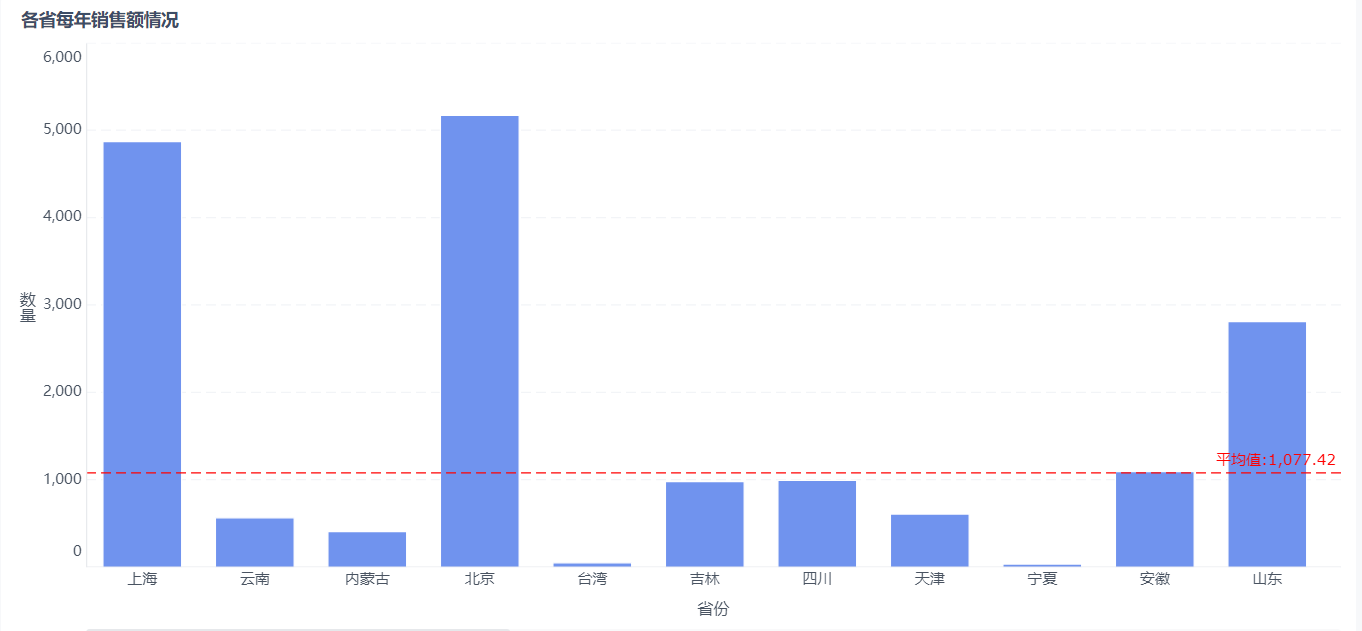 各省每年销售额情况
6,000
5,000
4,000
3,000
2,000
1,000
0
数量
平均值:1,077.42
上海 云南 内蒙古 北京 台湾 吉林 四川 天津 宁夏 安徽 山东
省份